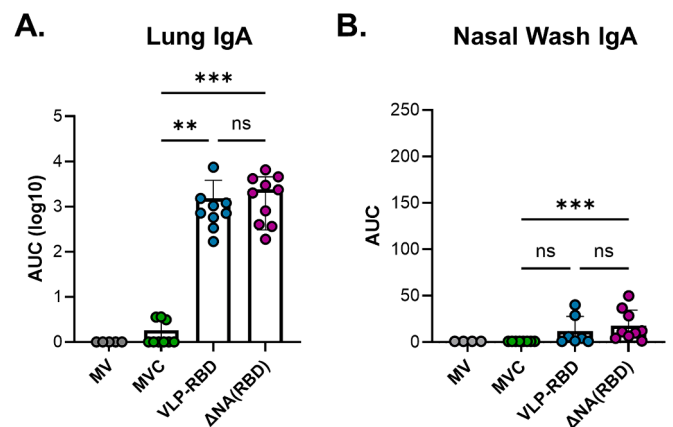 A.
Lung IgA
***
**
ns
AUC (log10)
5
4
3
2
1
0
MV
MVC
VLP-RBD
ΔNA(RBD)
B.
Nasal Wash IgA
***
ns
ns
AUC
250
200
150
100
50
0
MV
MVC
VLP-RBD
ΔNA(RBD)